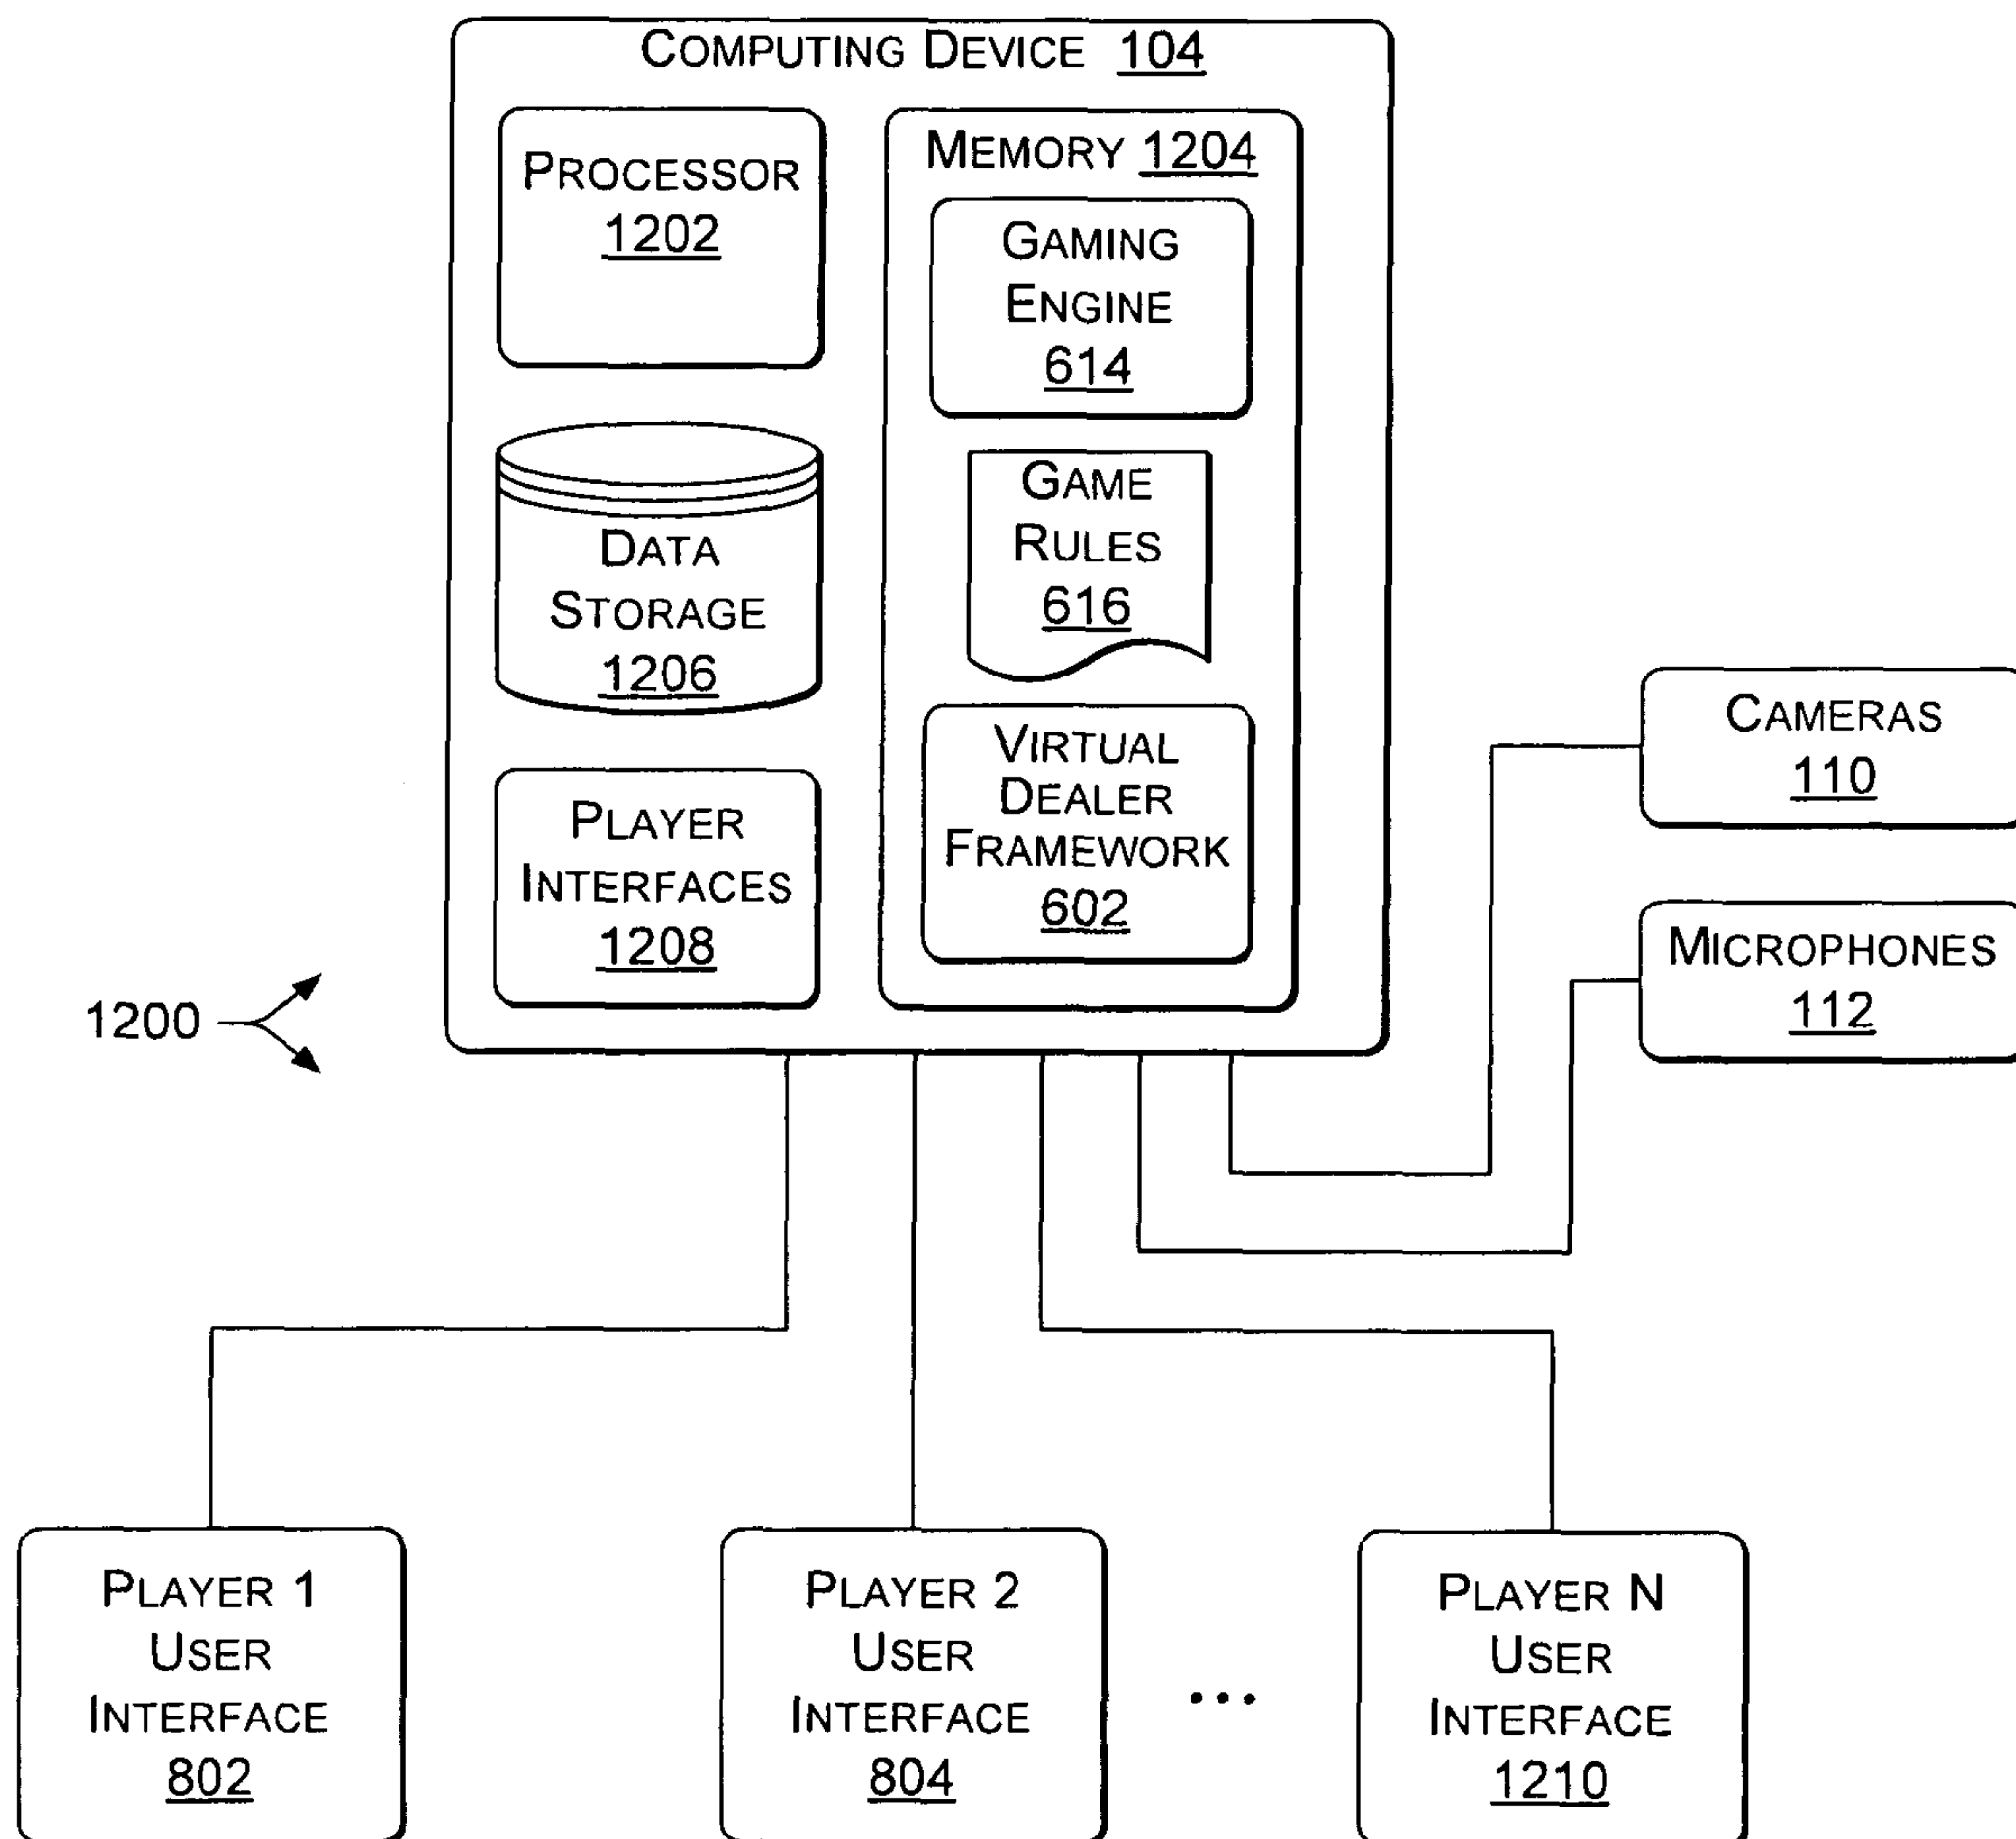 COMPUTING DEVICE 104
PROCESSOR
1202
MEMORY 1204
GAMING
ENGINE
614
DATA
STORAGE
1206
GAME
RULES
616
PLAYER
INTERFACES
1208
VIRTUAL
DEALER
FRAMEWORK
602
CAMERAS
110
MICROPHONES
112
1200
PLAYER 1
USER
INTERFACE
802
PLAYER 2
USER
INTERFACE
804
...
PLAYER N
USER
INTERFACE
1210